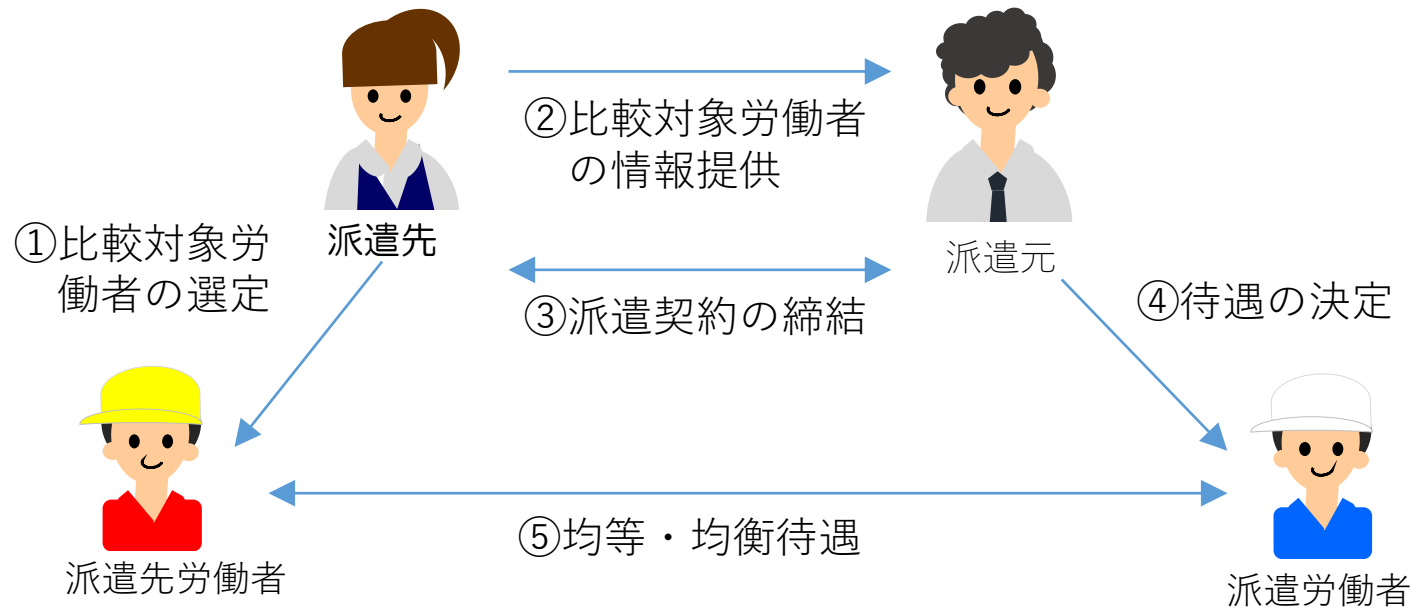 ②比較対象労働者
の情報提供
①比較対象労
働者の選定
派遣先
派遣元
③派遣契約の締結
④待遇の決定
⑤均等・均衡待遇
派遣先労働者
派遣労働者